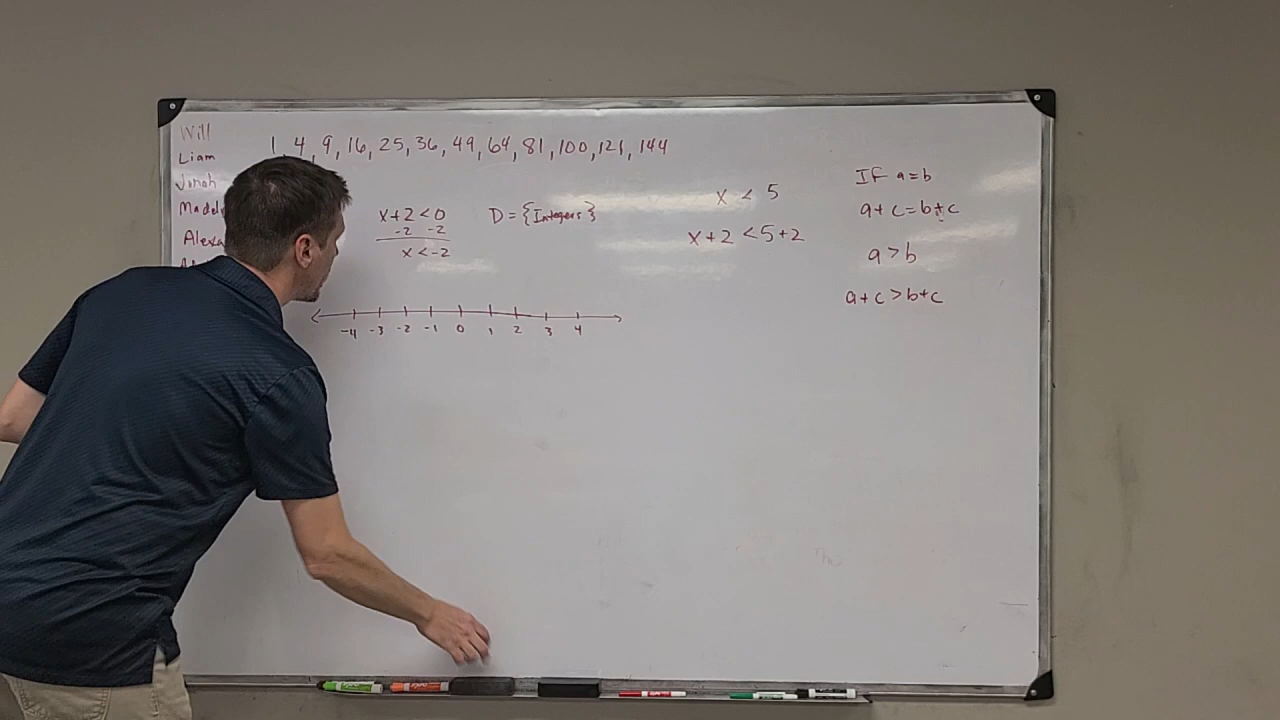 Will
Liam
Jonah
1, 4, 9, 16, 25, 36, 49, 64, 81, 100, 121, 144
x+2<0
-2 -2
x<-2
D={Integers}
-4 -3 -2 -1 0 1 2 3 4
x < 5
x+2 <5+2
If a=b
a+c=b+c
a>b
a+c>b+c